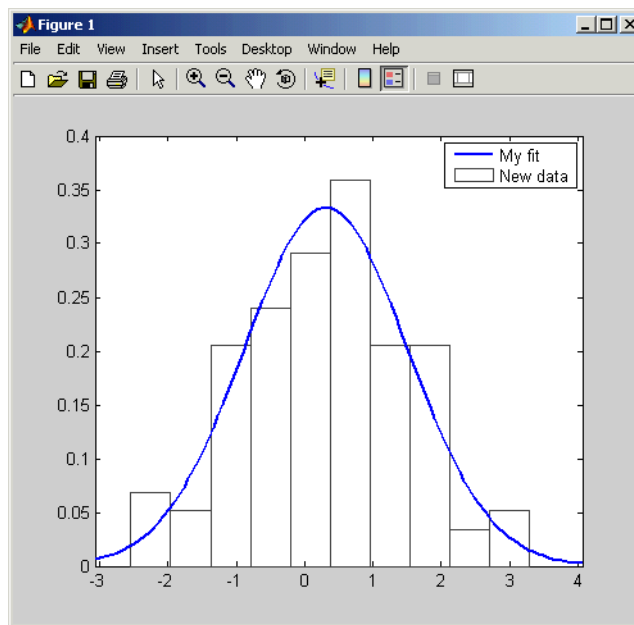 Figure 1
File Edit View Insert Tools Desktop Window Help
0.4
0.35
0.3
0.25
0.2
0.15
0.1
0.05
0
My fit
New data
-3 -2 -1 0 1 2 3 4